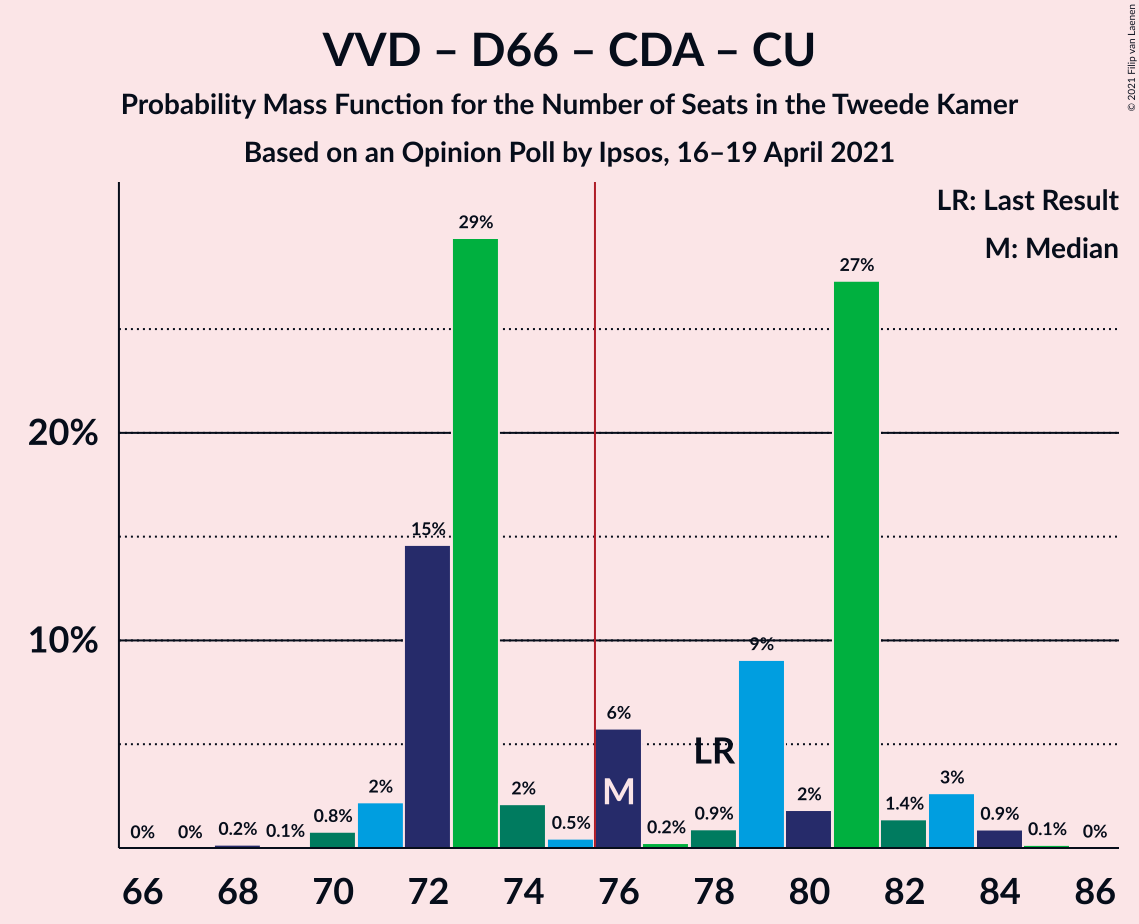 VVD – D66 – CDA – CU
Probability Mass Function for the Number of Seats in the Tweede Kamer
Based on an Opinion Poll by Ipsos, 16–19 April 2021
© 2021 Filip van Laenen
LR: Last Result
M: Median
20%
10%
0%
0%
0.2%
0.1%
0.8%
2%
15%
29%
2%
0.5%
6%
0.2%
0.9%
9%
2%
27%
1.4%
3%
0.9%
0.1%
0%
M
LR
66 68 70 72 74 76 78 80 82 84 86